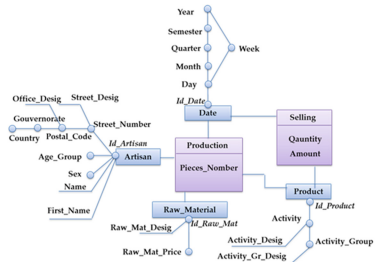 Year
Semester
Quarter
Week
Month
Day
Id_Date
Date
Selling
Qauntity
Amount
Office_Desig
Street_Desig
Gouvernorate
Street_Number
Country
Postal_Code
Id_Artisan
Artisan
Age_Group
Sex
Name
First_Name
Production
Pieces_Nomber
Product
Id_Product
Raw_Material
Id_Raw_Mat
Raw_Mat_Desig
Raw_Mat_Price
Activity
Activity_Desig
Activity_Group
Activity_Gr_Desig